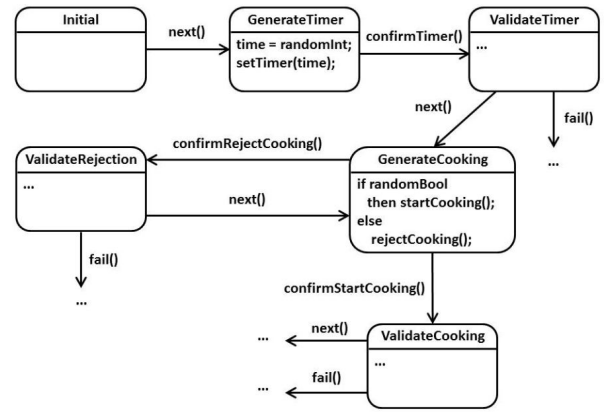 Initial
next()
GenerateTimer
time = randomInt;
setTimer(time);
confirmTimer()
ValidateTimer
...
next()
fail()
...
confirmRejectCooking()
ValidateRejection
...
next()
GenerateCooking
if randomBool
then startCooking();
else
rejectCooking();
fail()
...
confirmStartCooking()
... next()
ValidateCooking
...
... fail()